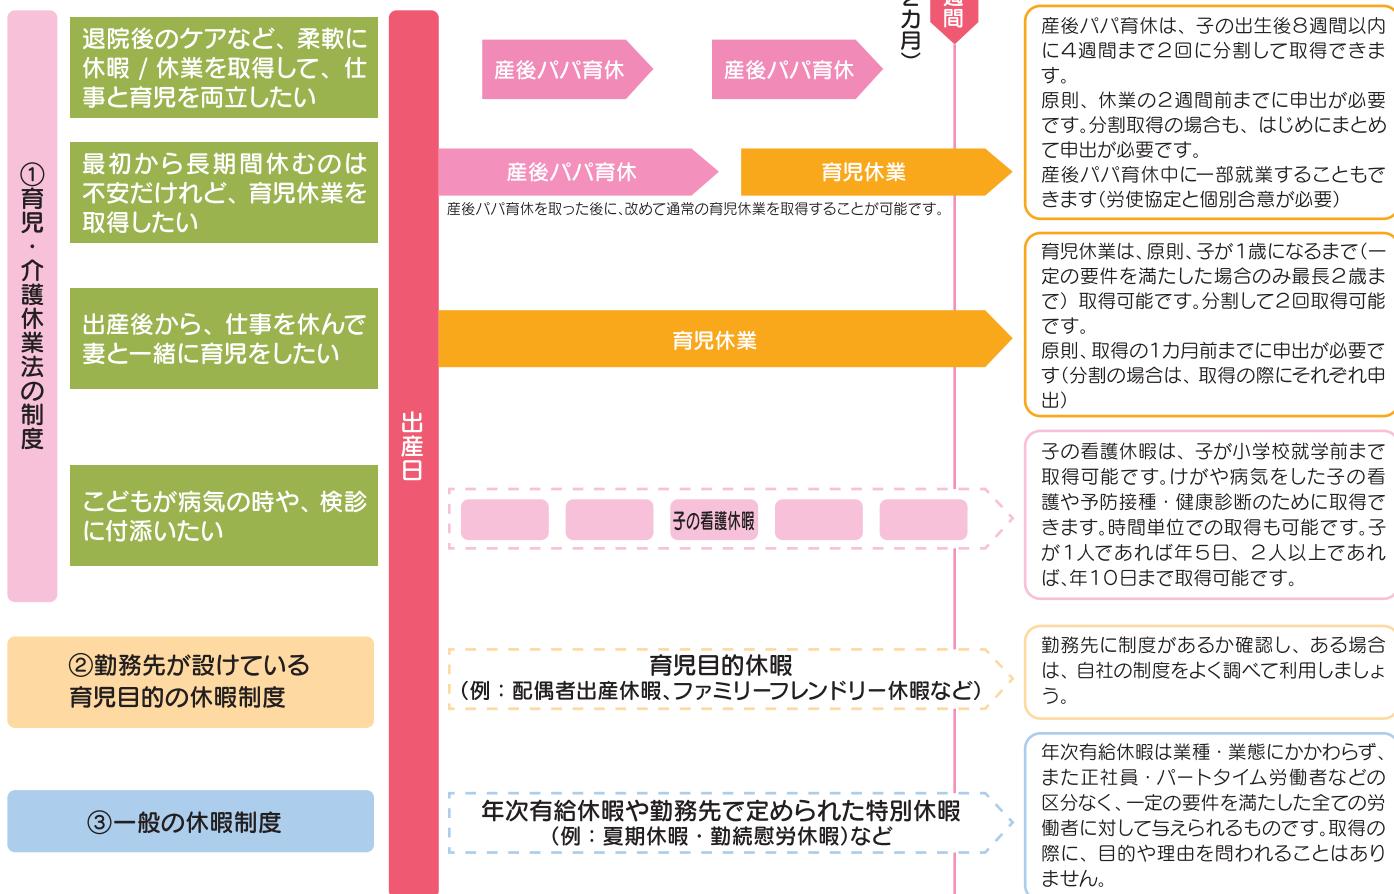 2カ月）
週間
①育児・介護休業法の制度
退院後のケアなど、柔軟に
休暇 / 休業を取得して、仕
事と育児を両立したい
産後パパ育休
産後パパ育休
産後パパ育休は、子の出生後8週間以内
に4週間まで2回に分割して取得できま
す。
原則、休業の2週間前までに申出が必要
です。分割取得の場合も、はじめにまとめ
て申出が必要です。
産後パパ育休中に一部就業することもで
きます(労使協定と個別合意が必要)
最初から長期間休むのは
不安だけれど、育児休業を
取得したい
産後パパ育休
育児休業
産後パパ育休を取った後に、改めて通常の育児休業を取得することが可能です。
出産後から、仕事を休んで
妻と一緒に育児をしたい
出産日
育児休業
育児休業は、原則、子が1歳になるまで(一
定の要件を満たした場合のみ最長2歳ま
で）取得可能です。分割して2回取得可能
です。
原則、取得の1カ月前までに申出が必要で
す(分割の場合は、取得の際にそれぞれ申
出)
こどもが病気の時や、検診
に付添いたい
子の看護休暇
子の看護休暇は、子が小学校就学前まで
取得可能です。けがや病気をした子の看
護や予防接種・健康診断のために取得で
きます。時間単位での取得も可能です。子
が1人であれば年5日、2人以上であれ
ば、年10日まで取得可能です。
②勤務先が設けている
育児目的の休暇制度
育児目的休暇
（例：配偶者出産休暇、ファミリーフレンドリー休暇など）
勤務先に制度があるか確認し、ある場合
は、自社の制度をよく調べて利用しましょ
う。
③一般の休暇制度
年次有給休暇や勤務先で定められた特別休暇
（例：夏期休暇・勤続慰労休暇）など
年次有給休暇は業種・業態にかかわらず、
また正社員・パートタイム労働者などの
区分なく、一定の要件を満たした全ての労
働者に対して与えられるものです。取得の
際に、目的や理由を問われることはあり
ません。